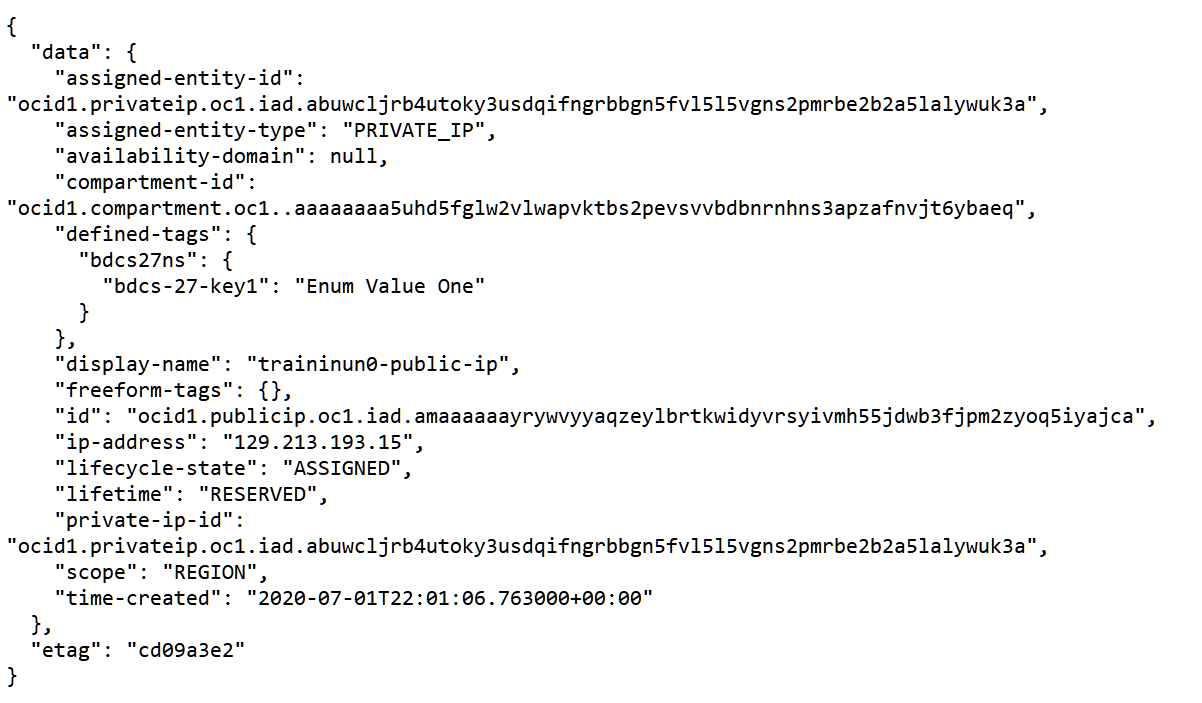 {
  "data": {
    "assigned-entity-id":
"ocid1.privateip.oc1.iad.abuwcljrb4utoky3usdqifngrbbgn5fvl5l5vgns2pmrbe2b2a5lalywuk3a",
    "assigned-entity-type": "PRIVATE_IP",
    "availability-domain": null,
    "compartment-id":
"ocid1.compartment.oc1..aaaaaaaa5uhd5fglw2vlwapvktbs2pevsvvbdbnrnhns3apzafnvjt6ybaeq",
    "defined-tags": {
      "bdcs27ns": {
        "bdcs-27-key1": "Enum Value One"
      }
    },
    "display-name": "traininun0-public-ip",
    "freeform-tags": {},
    "id": "ocid1.publicip.oc1.iad.amaaaaaayrywvyyaqzeylbrtkwidyvrsyivmh55jdwb3fjpm2zyoq5iyajca",
    "ip-address": "129.213.193.15",
    "lifecycle-state": "ASSIGNED",
    "lifetime": "RESERVED",
    "private-ip-id":
"ocid1.privateip.oc1.iad.abuwcljrb4utoky3usdqifngrbbgn5fvl5l5vgns2pmrbe2b2a5lalywuk3a",
    "scope": "REGION",
    "time-created": "2020-07-01T22:01:06.763000+00:00"
  },
  "etag": "cd09a3e2"
}